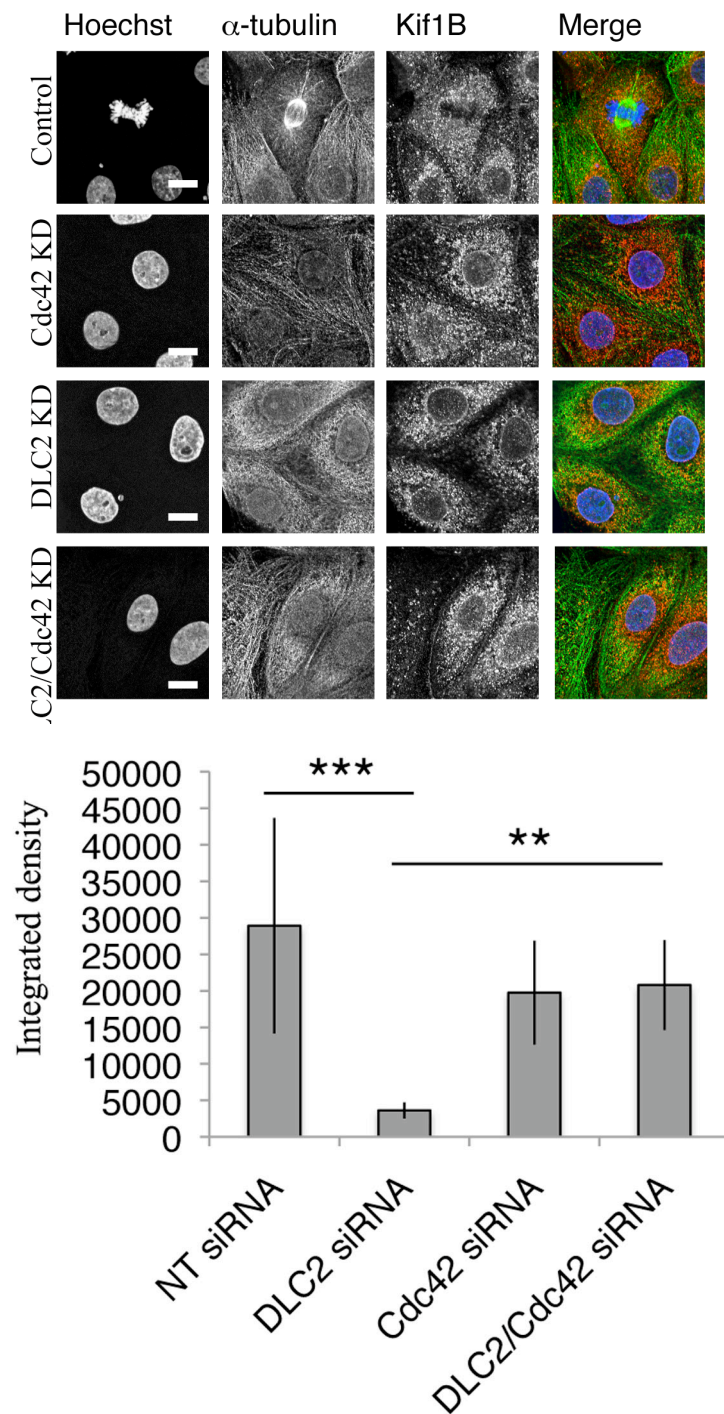 Hoechst α-tubulin Kif1B Merge
Control
Cdc42 KD
DLC2 KD
LC2/Cdc42 KD
***
**
Integrated density
50000
45000
40000
35000
30000
25000
20000
15000
10000
5000
0
NT siRNA
DLC2 siRNA
Cdc42 siRNA
DLC2/Cdc42 siRNA